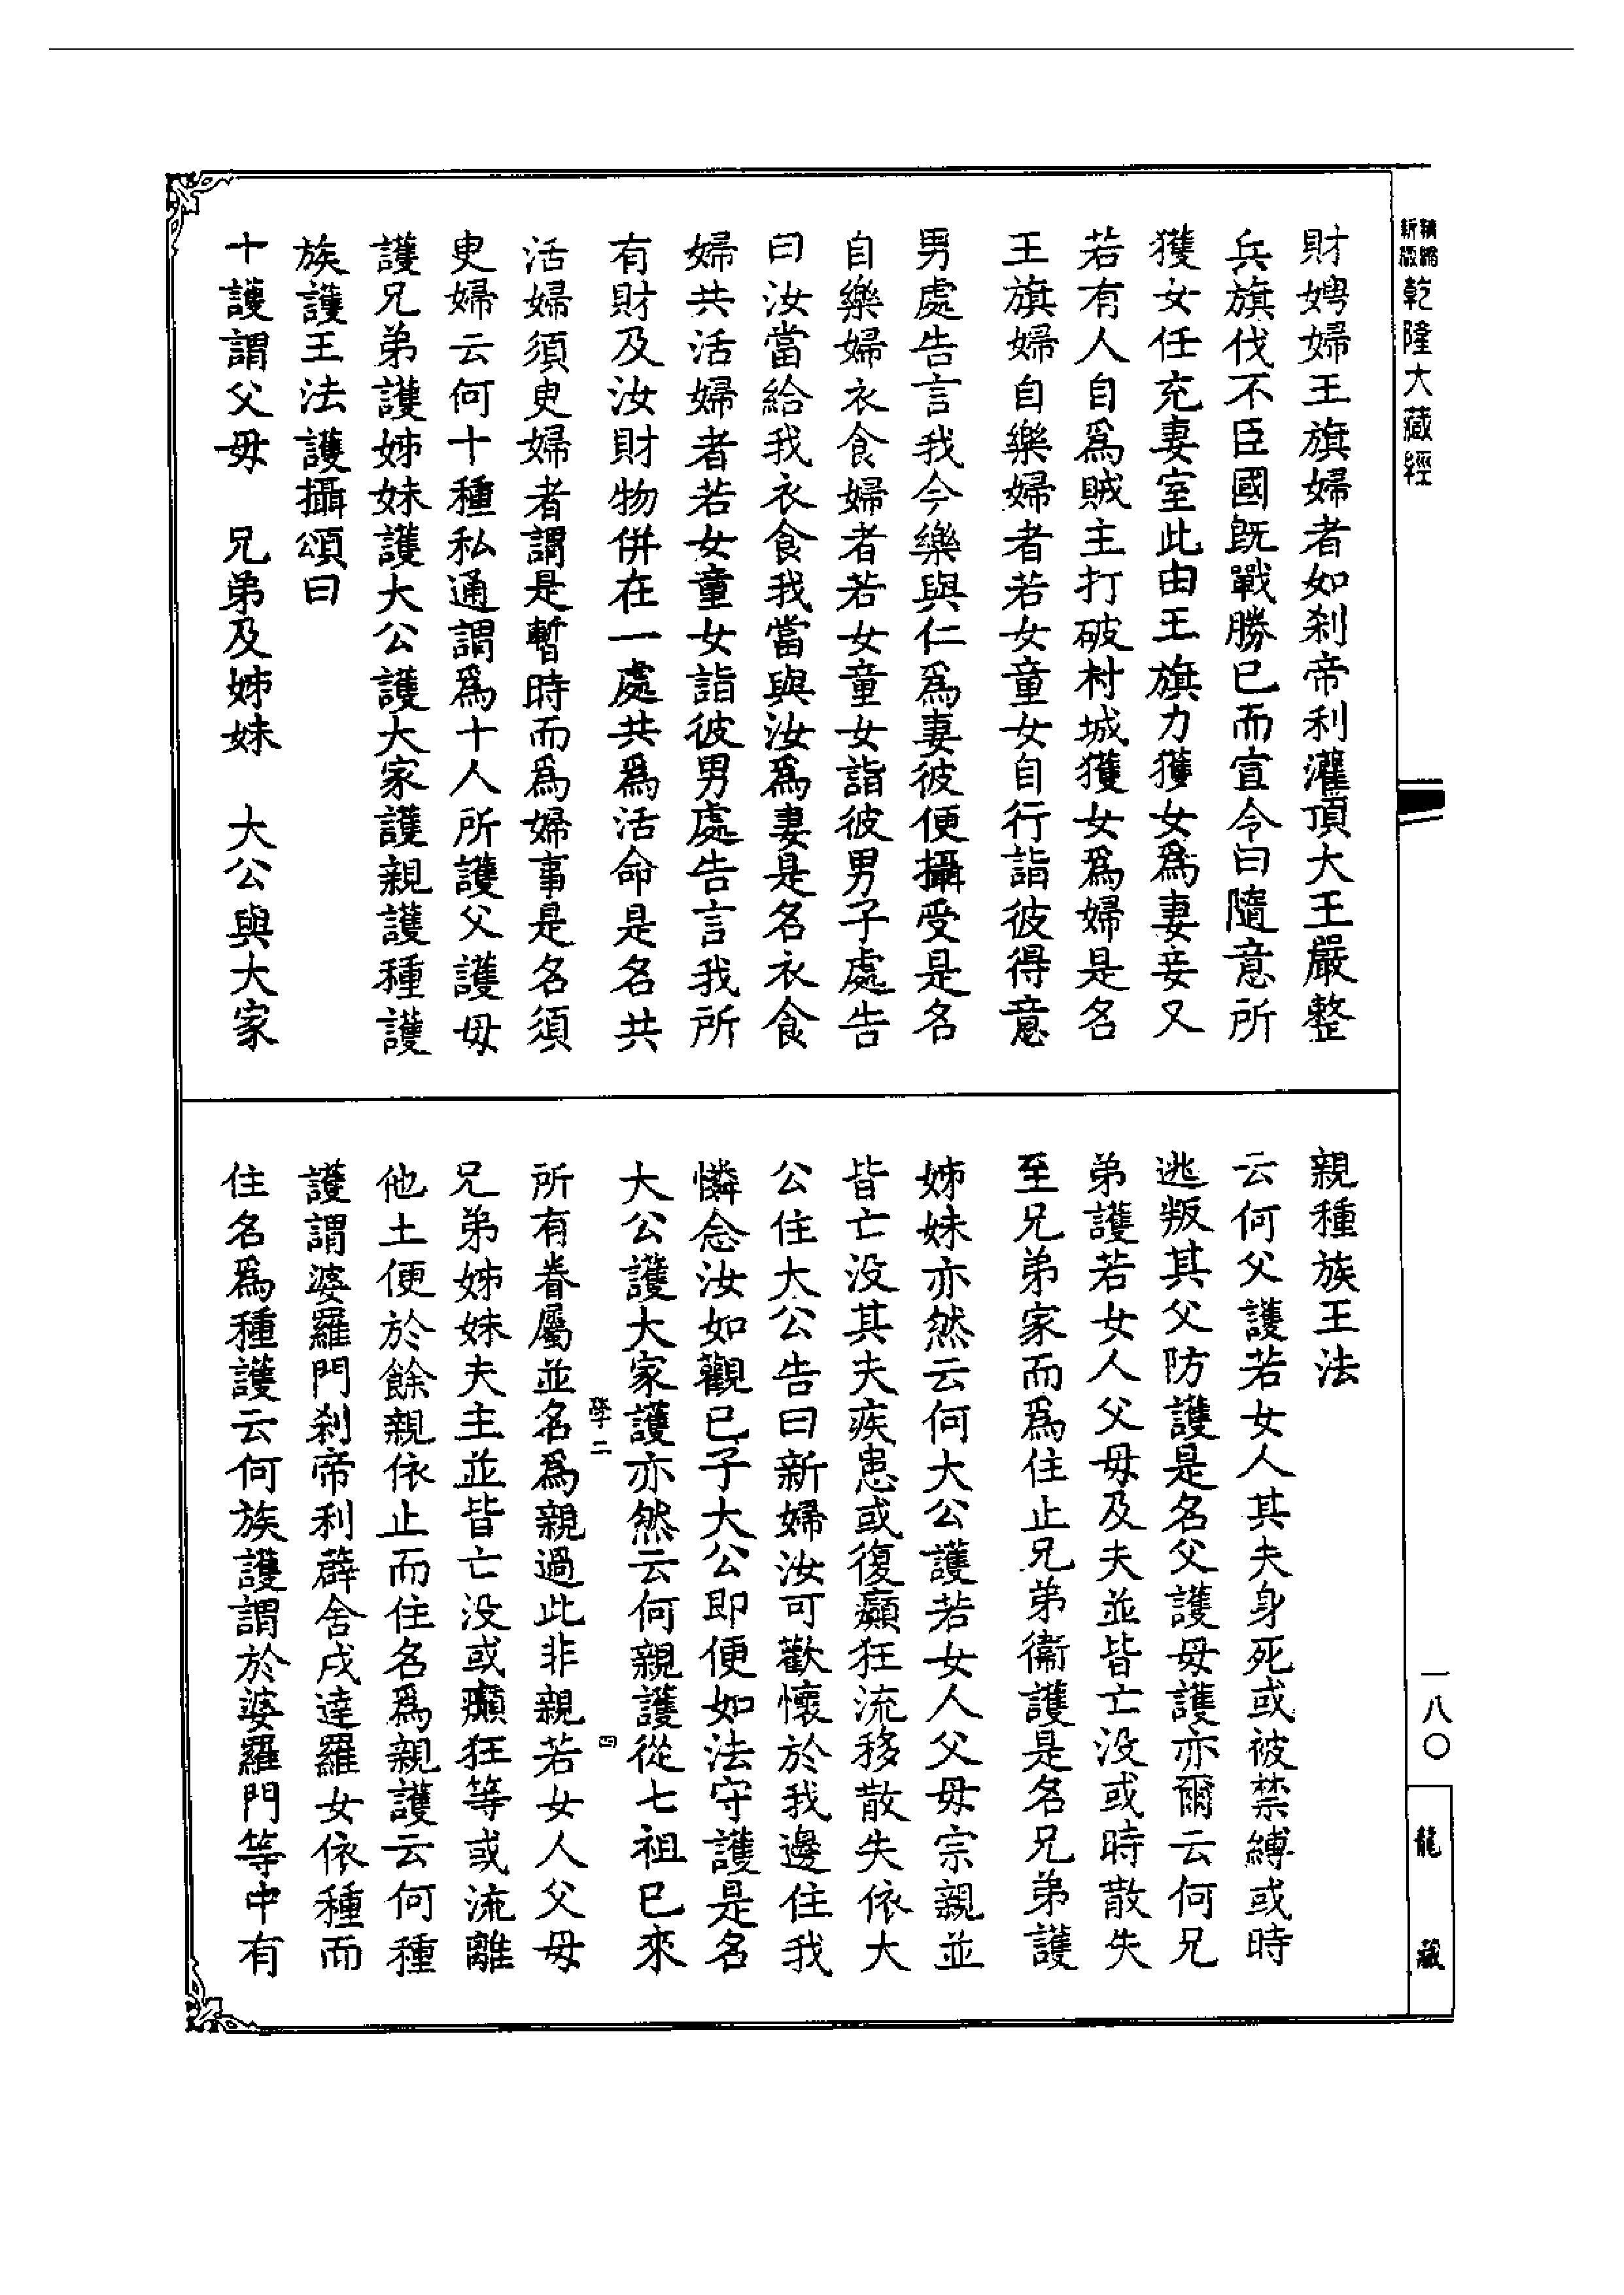 精縮
新版
乾隆大藏經
財娉婦王旗婦者如刹帝利灌頂大王嚴整
兵旗伐不臣國旣戰勝已而宣令曰隨意所
獲女任充妻室此由王旗力獲女爲妻妾又
若有人自爲賊主打破村城獲女爲婦是名
王旗婦自樂婦者若女童女自行詣彼得意
男處告言我今樂與仁爲妻彼便攝受是名
自樂婦衣食婦者若女童女詣彼男子處告
曰汝當給我衣食我當與汝爲妻是名衣食
婦共活婦者若女童女詣彼男處告言我所
有財及汝財物併在一處共爲活命是名共
活婦須臾婦者謂是暫時而爲婦事是名須
臾婦云何十種私通謂爲十人所護父護母
護兄弟護姊妹護大公護大家護親護種護
族護王法護攝頌曰
十護謂父母　兄弟及姊妹　大公與大家
親種族王法
云何父護若女人其夫身死或被禁縛或時
逃叛其父防護是名父護母護亦爾云何兄
弟護若女人父母及夫並皆亡没或時散失
至兄弟家而爲住止兄弟衞護是名兄弟護
姊妹亦然云何大公護若女人父母宗親並
皆亡没其夫疾患或復癲狂流移散失依大
公住大公告曰新婦汝可歡懷於我邊住我
憐念汝如觀已子大公即便如法守護是名
大公護大家護亦然云何親護從七祖已來
二
四
所有眷屬並名爲親過此非親若女人父母
兄弟姊妹夫主並皆亡没或癲狂等或流離
他土便於餘親依止而住名爲親護云何種
護謂婆羅門刹帝利薜舍戍達羅女依種而
住名爲種護云何族護謂於婆羅門等中有
一八〇
龍藏